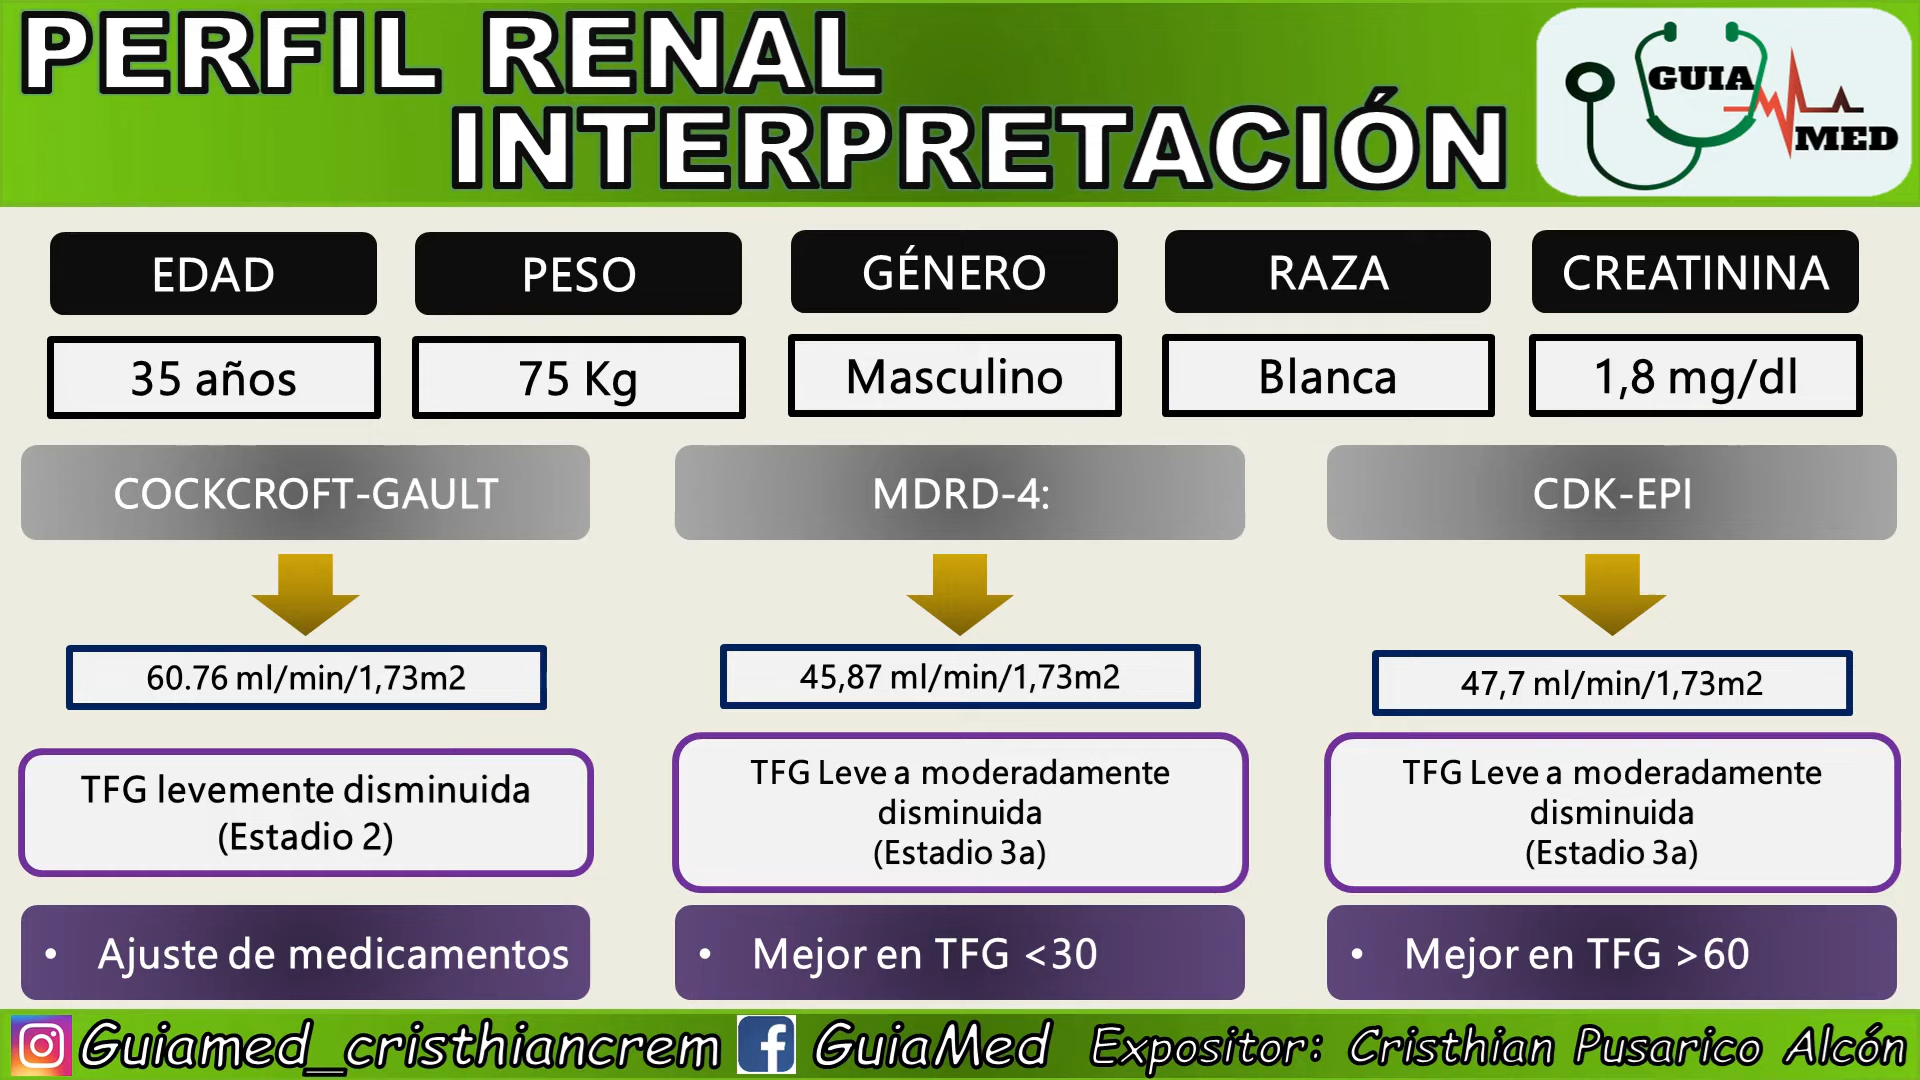 PERFIL RENAL
INTERPRETACIÓN
GUIA
MED
EDAD
PESO
GÉNERO
RAZA
CREATININA
35 años
75 Kg
Masculino
Blanca
1,8 mg/dl
COCKCROFT-GAULT
MDRD-4:
CDK-EPI
60.76 ml/min/1,73m2
45,87 ml/min/1,73m2
47,7 ml/min/1,73m2
TFG levemente disminuida
(Estadio 2)
TFG Leve a moderadamente
disminuida
(Estadio 3a)
TFG Leve a moderadamente
disminuida
(Estadio 3a)
• Ajuste de medicamentos
• Mejor en TFG <30
• Mejor en TFG >60
Guiamed_cristhiancrem
GuiaMed
Expositor: Cristhian Pusarico Alcón